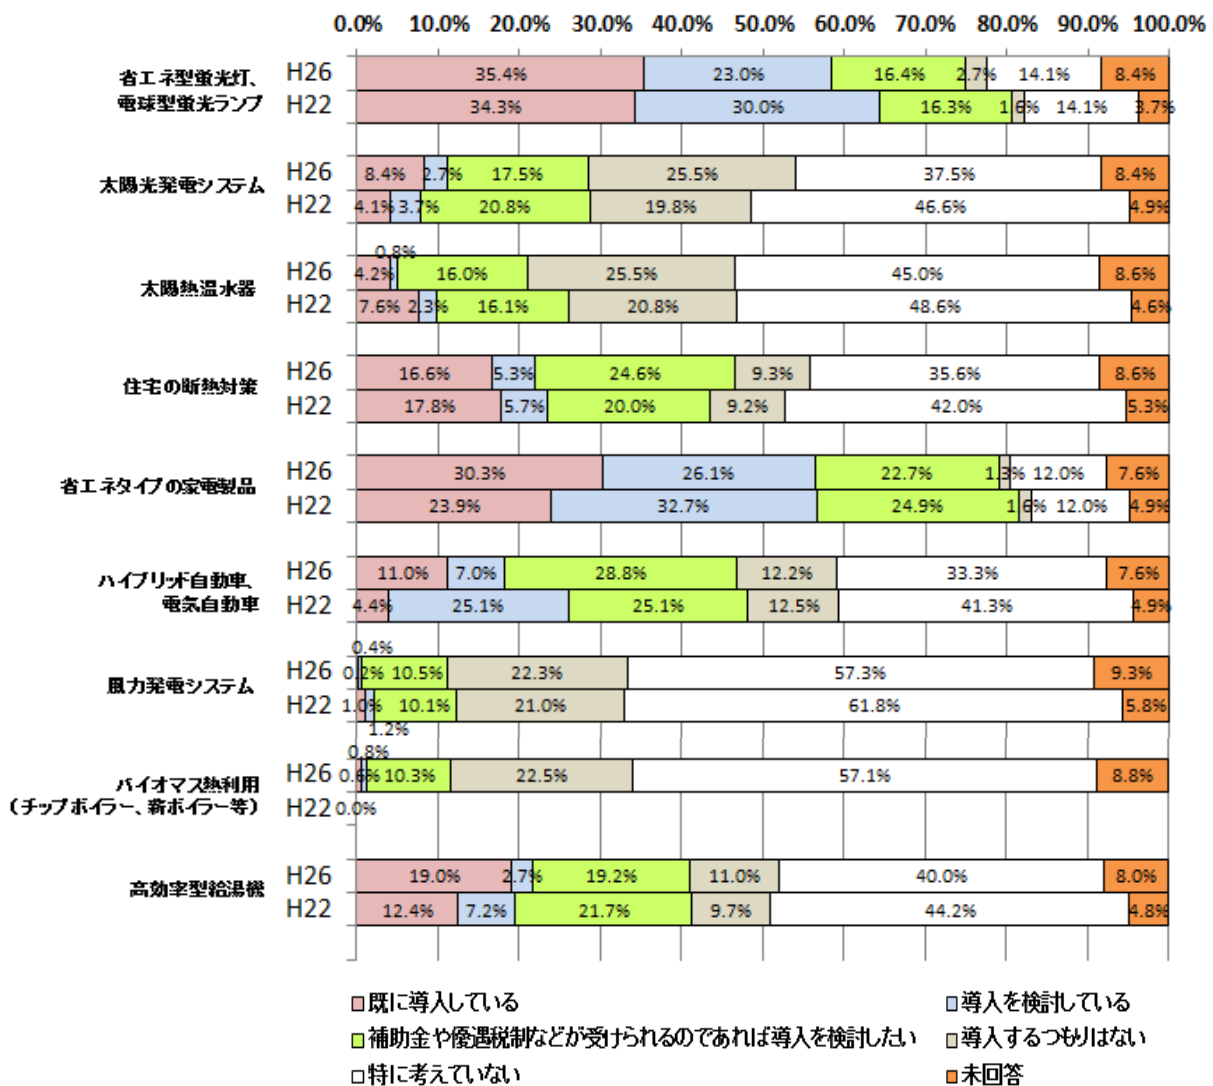 0.0% 10.0% 20.0% 30.0% 40.0% 50.0% 60.0% 70.0% 80.0% 90.0% 100.0%
省エネ型蛍光灯、
電球型蛍光ランプ
H26 35.4% 23.0% 16.4% 2.7% 14.1% 8.4%
H22 34.3% 30.0% 16.3% 1.6% 14.1% 3.7%
太陽光発電システム
H26 8.4% 2.7% 17.5% 25.5% 37.5% 8.4%
H22 4.1% 3.7% 20.8% 19.8% 46.6% 4.9%
太陽熱温水器
0.8%
H26 4.2% 16.0% 25.5% 45.0% 8.6%
H22 7.6% 2.3% 16.1% 20.8% 48.6% 4.6%
住宅の断熱対策
H26 16.6% 5.3% 24.6% 9.3% 35.6% 8.6%
H22 17.8% 5.7% 20.0% 9.2% 42.0% 5.3%
省エネタイプの家電製品
H26 30.3% 26.1% 22.7% 1.3% 12.0% 7.6%
H22 23.9% 32.7% 24.9% 1.6% 12.0% 4.9%
ハイブリッド自動車、
電気自動車
H26 11.0% 7.0% 28.8% 12.2% 33.3% 7.6%
H22 4.4% 25.1% 25.1% 12.5% 41.3% 4.9%
風力発電システム
0.4%
H26 0.2% 10.5% 22.3% 57.3% 9.3%
H22 1.0% 10.1% 21.0% 61.8% 5.8%
1.2%
バイオマス熱利用
（チップボイラー、薪ボイラー等）
0.8%
H26 0.6% 10.3% 22.5% 57.1% 8.8%
H22 0.0%
高効率型給湯機
H26 19.0% 2.7% 19.2% 11.0% 40.0% 8.0%
H22 12.4% 7.2% 21.7% 9.7% 44.2% 4.8%
既に導入している 導入を検討している
補助金や優遇税制などが受けられるのであれば導入を検討したい 導入するつもりはない
特に考えていない 未回答